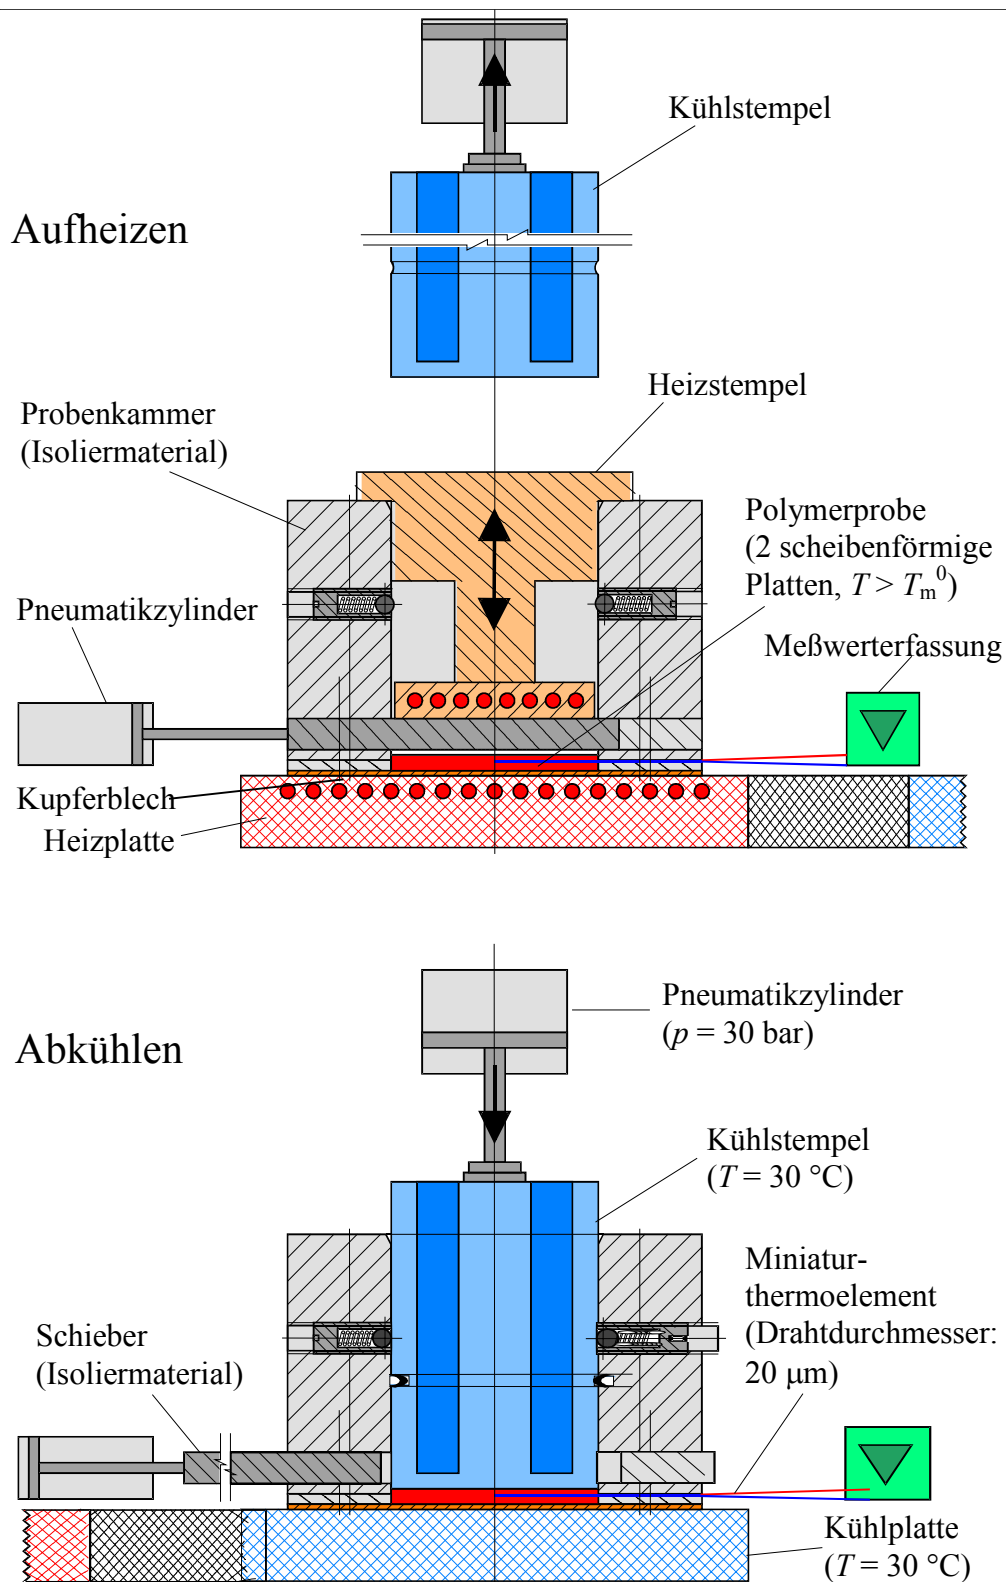 Kühlstempel
Aufheizen
Heizstempel
Probenkammer
(Isoliermaterial)
Polymerprobe
(2 scheibenförmige
Platten, T > Tm⁰)
Pneumatikzylinder
Meßwerterfassung
Kupferblech
Heizplatte
Pneumatikzylinder
(p = 30 bar)
Abkühlen
Kühlstempel
(T = 30 °C)
Miniatur-
thermoelement
(Drahtdurchmesser:
20 μm)
Schieber
(Isoliermaterial)
Kühlplatte
(T = 30 °C)